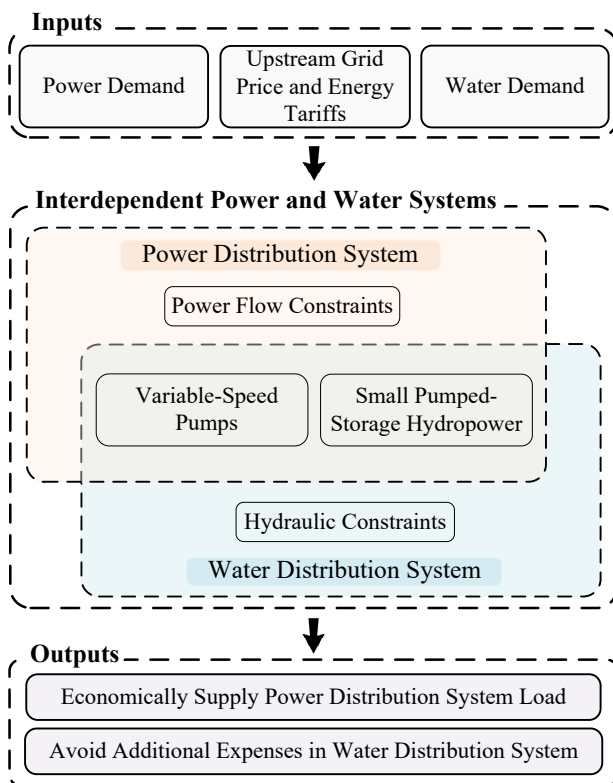 Inputs
Power Demand
Upstream Grid
Price and Energy
Tariffs
Water Demand
Interdependent Power and Water Systems
Power Distribution System
Power Flow Constraints
Variable-Speed
Pumps
Small Pumped-
Storage Hydropower
Hydraulic Constraints
Water Distribution System
Outputs
Economically Supply Power Distribution System Load
Avoid Additional Expenses in Water Distribution System